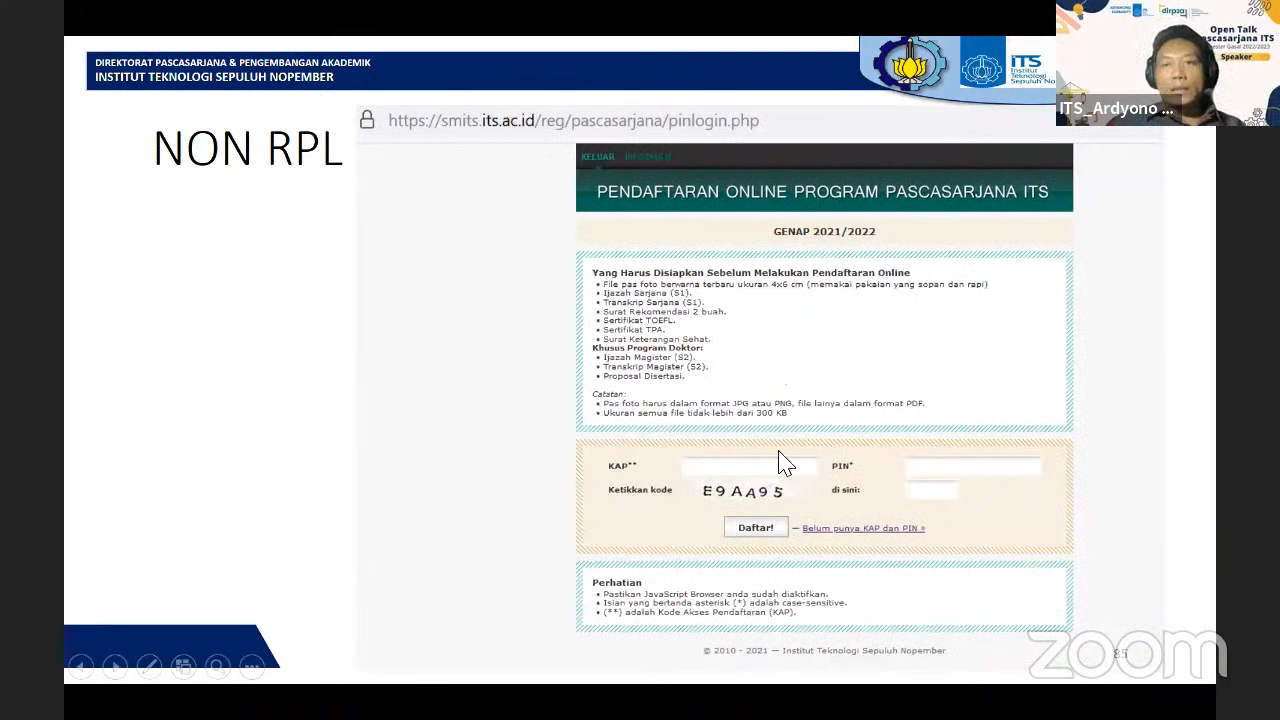 DIREKTORAT PASCASARJANA & PENGEMBANGAN AKADEMIK
INSTITUT TEKNOLOGI SEPULUH NOPEMBER
ITS
Institut
Teknologi
Sepuluh No
Open Talk
Pascasarjana ITS
Speaker
ITS_Ardyono ...
NON RPL
https://smits.its.ac.id/reg/pascasarjana/pinlogin.php
KELUAR INFORMASI
PENDAFTARAN ONLINE PROGRAM PASCASARJANA ITS
GENAP 2021/2022
Yang Harus Disiapkan Sebelum Melakukan Pendaftaran Online
• File pas foto berwarna terbaru ukuran 4x6 cm (memakai pakaian yang sopan dan rapi)
• Ijazah Sarjana (S1).
• Transkrip Sarjana (S1).
• Surat Rekomendasi 2 buah.
• Sertifikat TOEFL.
• Sertifikat TPA.
• Surat Keterangan Sehat.
Khusus Program Doktor:
• Ijazah Magister (S2).
• Transkrip Magister (S2).
• Proposal Disertasi.
Catatan:
• Pas foto harus dalam format JPG atau PNG, file lainya dalam format PDF.
• Ukuran semua file tidak lebih dari 300 KB
KAP** PIN*
Ketikkan kode E9AA95 di sini:
Daftar! — Belum punya KAP dan PIN »
Perhatian
• Pastikan JavaScript Browser anda sudah diaktifkan.
• Isian yang bertanda asterisk (*) adalah case-sensitive.
• (**) adalah Kode Akses Pendaftaran (KAP).
© 2010 - 2021 — Institut Teknologi Sepuluh Nopember
85
zoom